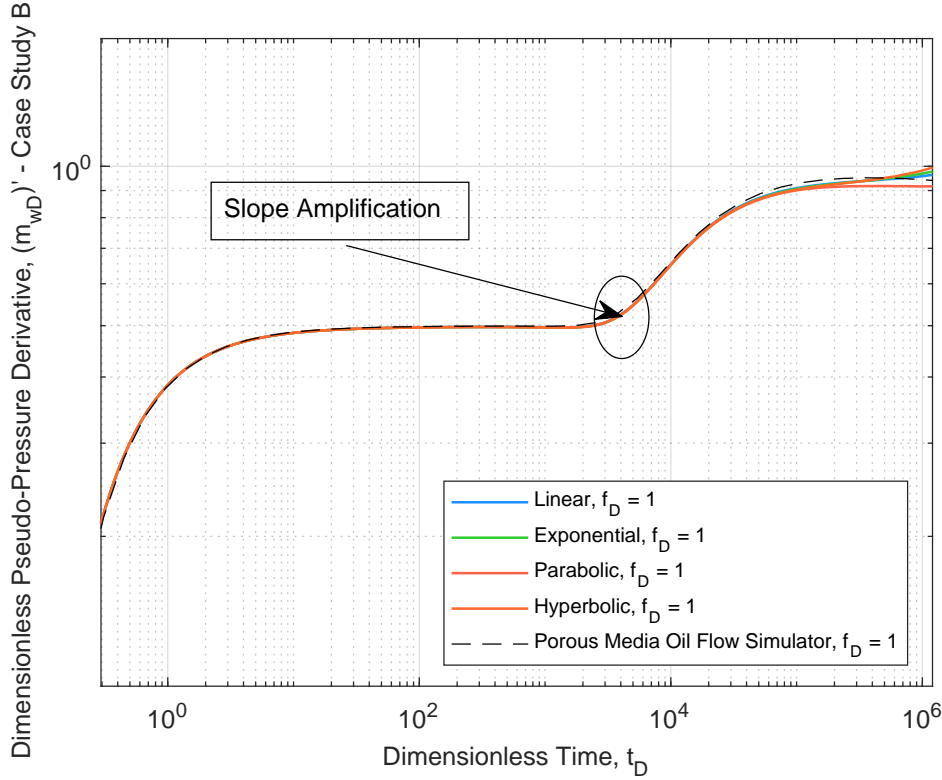 Dimensionless Pseudo-Pressure Derivative, (m_wD)' - Case Study B
10^0
Slope Amplification
Linear, f_D = 1
Exponential, f_D = 1
Parabolic, f_D = 1
Hyperbolic, f_D = 1
Porous Media Oil Flow Simulator, f_D = 1
10^0 10^2 10^4 10^6
Dimensionless Time, t_D